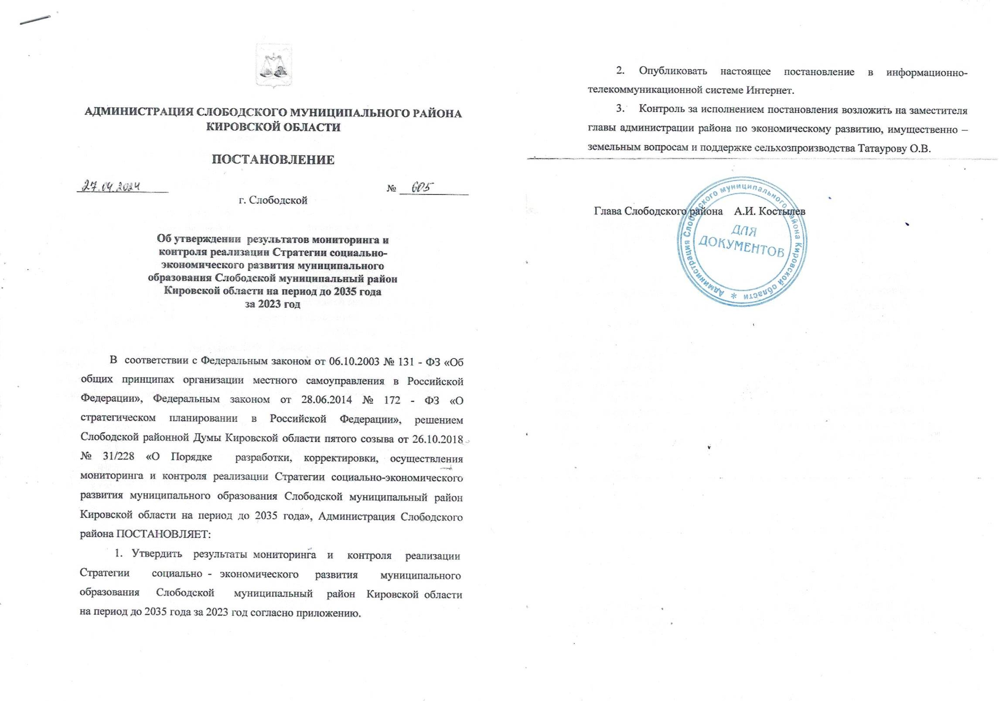 АДМИНИСТРАЦИЯ СЛОБОДСКОГО МУНИЦИПАЛЬНОГО РАЙОНА
КИРОВСКОЙ ОБЛАСТИ
ПОСТАНОВЛЕНИЕ
27.04.2024 № 605
г. Слободской
Об утверждении результатов мониторинга и
контроля реализации Стратегии социально-
экономического развития муниципального
образования Слободской муниципальный район
Кировской области на период до 2035 года
за 2023 год
В соответствии с Федеральным законом от 06.10.2003 № 131 - ФЗ «Об
общих принципах организации местного самоуправления в Российской
Федерации», Федеральным законом от 28.06.2014 № 172 - ФЗ «О
стратегическом планировании в Российской Федерации», решением
Слободской районной Думы Кировской области пятого созыва от 26.10.2018
№ 31/228 «О Порядке разработки, корректировки, осуществления
мониторинга и контроля реализации Стратегии социально-экономического
развития муниципального образования Слободской муниципальный район
Кировской области на период до 2035 года», Администрация Слободского
района ПОСТАНОВЛЯЕТ:
1. Утвердить результаты мониторинга и контроля реализации
Стратегии социально - экономического развития муниципального
образования Слободской муниципальный район Кировской области
на период до 2035 года за 2023 год согласно приложению.
2. Опубликовать настоящее постановление в информационно-
телекоммуникационной системе Интернет.
3. Контроль за исполнением постановления возложить на заместителя
главы администрации района по экономическому развитию, имущественно –
земельным вопросам и поддержке сельхозпроизводства Татаурову О.В.
Глава Слободского района А.И. Костылев
Администрация Слободского муниципального района Кировской области *
ДЛЯ
ДОКУМЕНТОВ